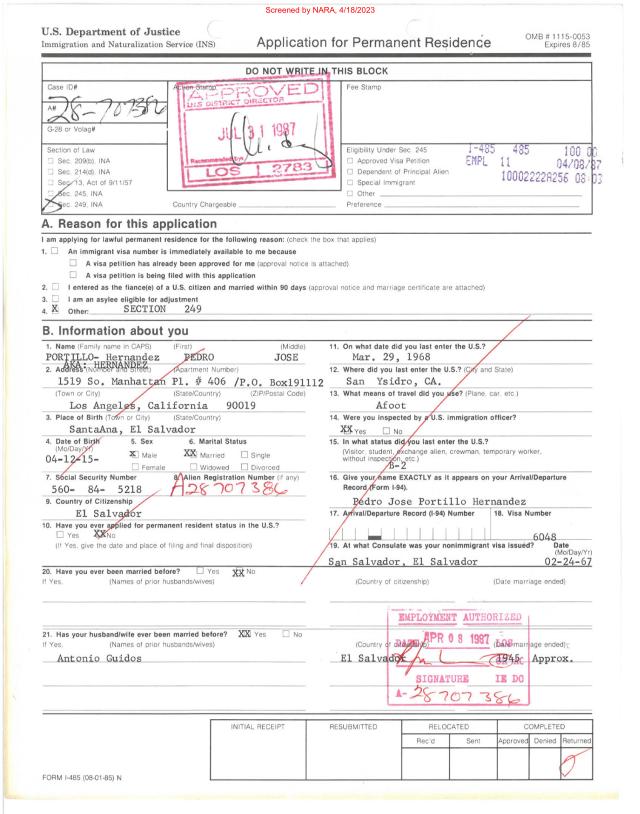 Screened by NARA, 4/18/2023
U.S. Department of Justice
Immigration and Naturalization Service (INS)
Application for Permanent Residence
OMB # 1115-0053
Expires 8/85
DO NOT WRITE IN THIS BLOCK
Case ID#
A#
28-707386
G-28 or Volag#
Action Stamp
APPROVED
U.S. DISTRICT DIRECTOR
JUL 31 1987
Recommended by
LOS 2783
Fee Stamp
Section of Law
☐ Sec. 209(b), INA
☐ Sec. 214(d), INA
☐ Sec. 13, Act of 9/11/57
☐ Sec. 245, INA
X Sec. 249, INA
Country Chargeable
Eligibility Under Sec. 245
☐ Approved Visa Petition
☐ Dependent of Principal Alien
☐ Special Immigrant
☐ Other
Preference
I-485 485 100 00
EMPL 11 04/08/87
10002222A256 08:03
A. Reason for this application
I am applying for lawful permanent residence for the following reason: (check the box that applies)
1. ☐ An immigrant visa number is immediately available to me because
☐ A visa petition has already been approved for me (approval notice is attached)
☐ A visa petition is being filed with this application
2. ☐ I entered as the fiance(e) of a U.S. citizen and married within 90 days (approval notice and marriage certificate are attached)
3. ☐ I am an asylee eligible for adjustment
4. X Other: SECTION 249
B. Information about you
1. Name (Family name in CAPS) (First) (Middle)
PORTILLO- Hernandez PEDRO JOSE
AKA: HERNANDEZ
2. Address (Number and Street) (Apartment Number)
1519 So. Manhattan Pl. # 406 /P.O. Box191112
(Town or City) (State/Country) (ZIP/Postal Code)
Los Angeles, California 90019
3. Place of Birth (Town or City) (State/Country)
SantaAna, El Salvador
4. Date of Birth (Mo/Day/Yr)
04-12-15-
5. Sex
X Male
☐ Female
6. Marital Status
XX Married ☐ Single
☐ Widowed ☐ Divorced
7. Social Security Number
560- 84- 5218
8. Alien Registration Number (if any)
A28 707386
9. Country of Citizenship
El Salvador
10. Have you ever applied for permanent resident status in the U.S.?
☐ Yes XX No
(If Yes, give the date and place of filing and final disposition)
11. On what date did you last enter the U.S.?
Mar. 29, 1968
12. Where did you last enter the U.S.? (City and State)
San Ysidro, CA.
13. What means of travel did you use? (Plane, car, etc.)
Afoot
14. Were you inspected by a U.S. immigration officer?
XX Yes ☐ No
15. In what status did you last enter the U.S.?
(Visitor, student, exchange alien, crewman, temporary worker, without inspection, etc.)
B-2
16. Give your name EXACTLY as it appears on your Arrival/Departure Record (Form I-94).
Pedro Jose Portillo Hernandez
17. Arrival/Departure Record (I-94) Number
18. Visa Number
6048
19. At what Consulate was your nonimmigrant visa issued? Date (Mo/Day/Yr)
San Salvador, El Salvador 02-24-67
20. Have you ever been married before? ☐ Yes XX No
If Yes, (Names of prior husbands/wives) (Country of citizenship) (Date marriage ended)
21. Has your husband/wife ever been married before? XX Yes ☐ No
If Yes, (Names of prior husbands/wives) (Country of citizenship) (Date marriage ended)
Antonio Guidos El Salvador 1945 Approx.
EMPLOYMENT AUTHORIZED
DATE APR 08 1987 LOS
SIGNATURE
A- 28 707 386
INITIAL RECEIPT
RESUBMITTED
RELOCATED
Rec'd Sent
COMPLETED
Approved Denied Returned
FORM I-485 (08-01-85) N